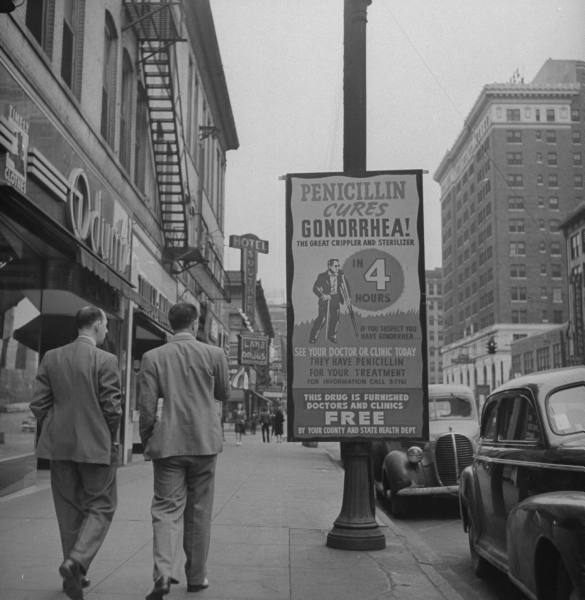 PENICILLIN
CURES
GONORRHEA!
THE GREAT CRIPPLER AND STERILIZER
IN
4
HOURS
IF YOU SUSPECT YOU
HAVE GONORRHEA
SEE YOUR DOCTOR OR CLINIC TODAY
THEY HAVE PENICILLIN
FOR YOUR TREATMENT
THIS DRUG IS FURNISHED
DOCTORS AND CLINICS
FREE
BY YOUR COUNTY AND STATE HEALTH DEPT.
HOTEL
LANE
DRUGS